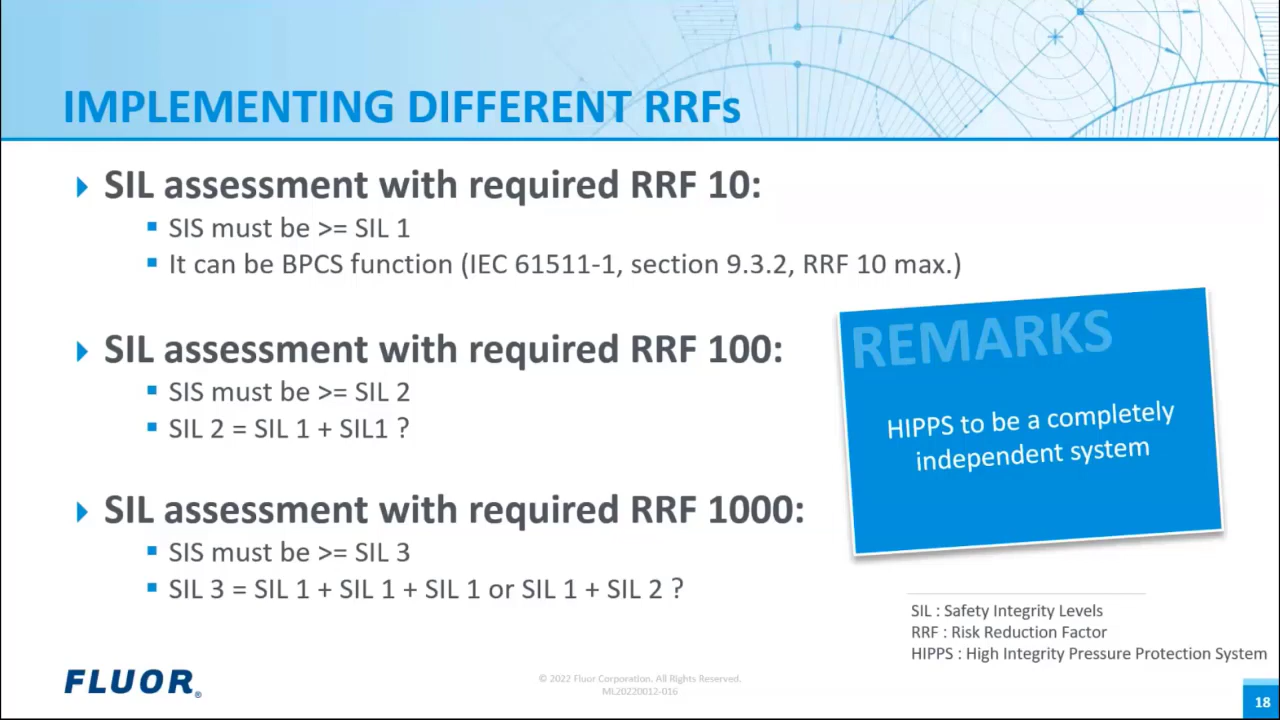 IMPLEMENTING DIFFERENT RRFs
SIL assessment with required RRF 10:
SIS must be >= SIL 1
It can be BPCS function (IEC 61511-1, section 9.3.2, RRF 10 max.)
SIL assessment with required RRF 100:
SIS must be >= SIL 2
SIL 2 = SIL 1 + SIL1 ?
SIL assessment with required RRF 1000:
SIS must be >= SIL 3
SIL 3 = SIL 1 + SIL 1 + SIL 1 or SIL 1 + SIL 2 ?
REMARKS
HIPPS to be a completely
independent system
SIL : Safety Integrity Levels
RRF : Risk Reduction Factor
HIPPS : High Integrity Pressure Protection System
FLUOR®
© 2022 Fluor Corporation. All Rights Reserved.
ML20220012-016
18